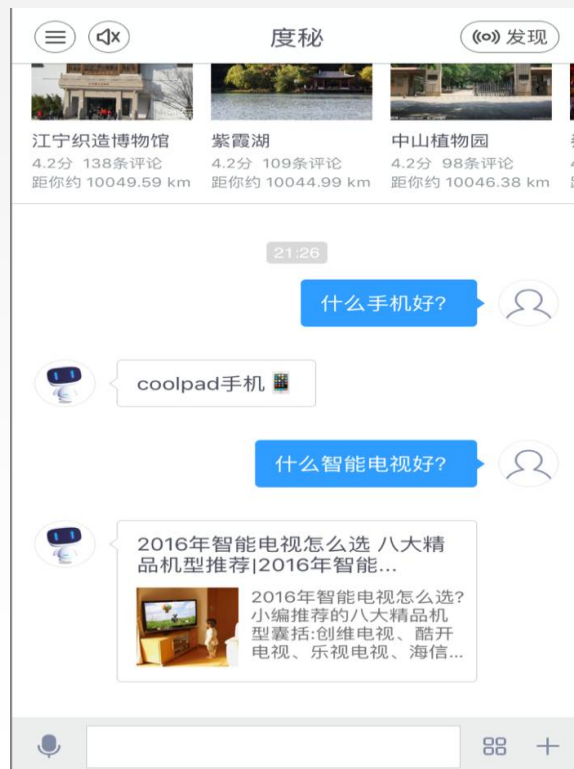 度秘
发现
江宁织造博物馆
4.2分 138条评论
距你约 10049.59 km
紫霞湖
4.2分 109条评论
距你约 10044.99 km
中山植物园
4.2分 98条评论
距你约 10046.38 km
21:26
什么手机好?
coolpad手机
什么智能电视好?
2016年智能电视怎么选 八大精
品机型推荐|2016年智能...
2016年智能电视怎么选?
小编推荐的八大精品机
型囊括:创维电视、酷开
电视、乐视电视、海信...